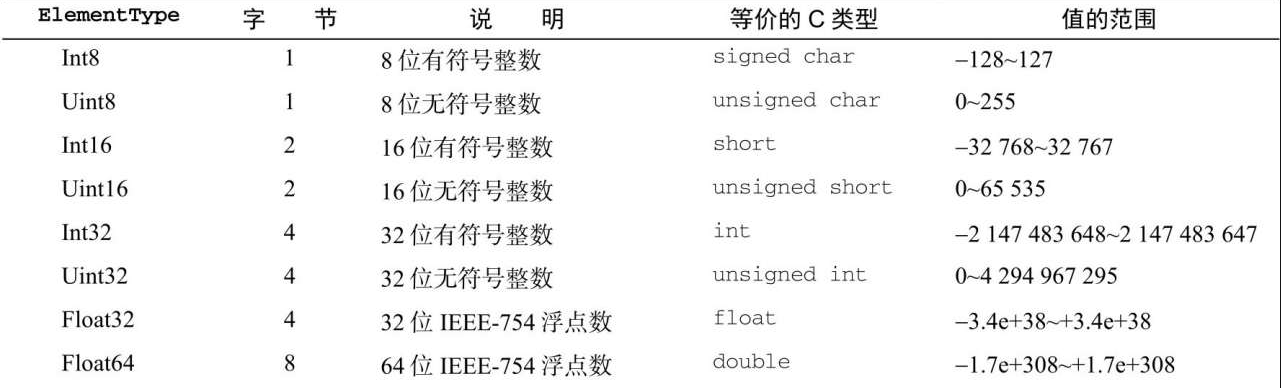 ElementType 字 节 说 明 等价的 C 类型 值的范围
Int8 1 8 位有符号整数 signed char –128~127
Uint8 1 8 位无符号整数 unsigned char 0~255
Int16 2 16 位有符号整数 short –32 768~32 767
Uint16 2 16 位无符号整数 unsigned short 0~65 535
Int32 4 32 位有符号整数 int –2 147 483 648~2 147 483 647
Uint32 4 32 位无符号整数 unsigned int 0~4 294 967 295
Float32 4 32 位 IEEE-754 浮点数 float –3.4e+38~+3.4e+38
Float64 8 64 位 IEEE-754 浮点数 double –1.7e+308~+1.7e+308